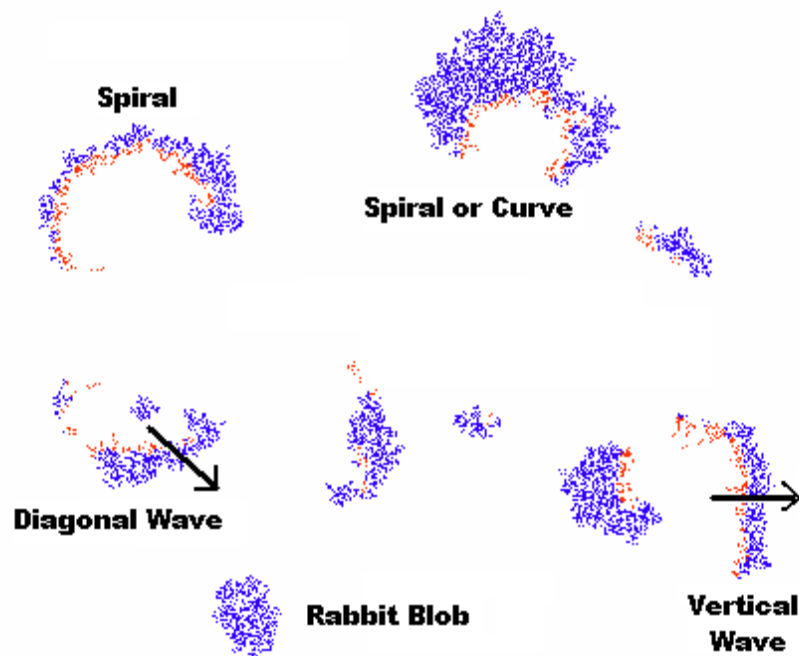 Spiral
Spiral or Curve
Diagonal Wave
Rabbit Blob
Vertical
Wave